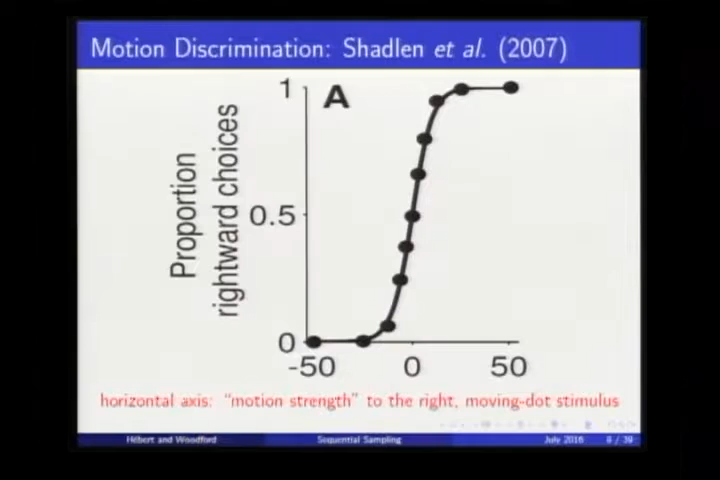 Motion Discrimination: Shadlen et al. (2007)
A
Proportion
rightward choices
1
0.5
0
-50 0 50
horizontal axis: “motion strength” to the right, moving-dot stimulus
Hébert and Woodford Sequential Sampling July 2016 8 / 39